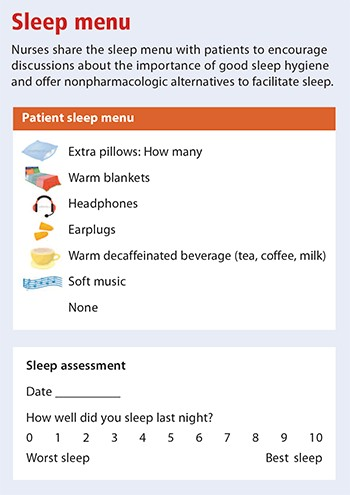 Sleep menu
Nurses share the sleep menu with patients to encourage
discussions about the importance of good sleep hygiene
and offer nonpharmacologic alternatives to facilitate sleep.
Patient sleep menu
Extra pillows: How many
Warm blankets
Headphones
Earplugs
Warm decaffeinated beverage (tea, coffee, milk)
Soft music
None
Sleep assessment
Date __________
How well did you sleep last night?
0 1 2 3 4 5 6 7 8 9 10
Worst sleep Best sleep